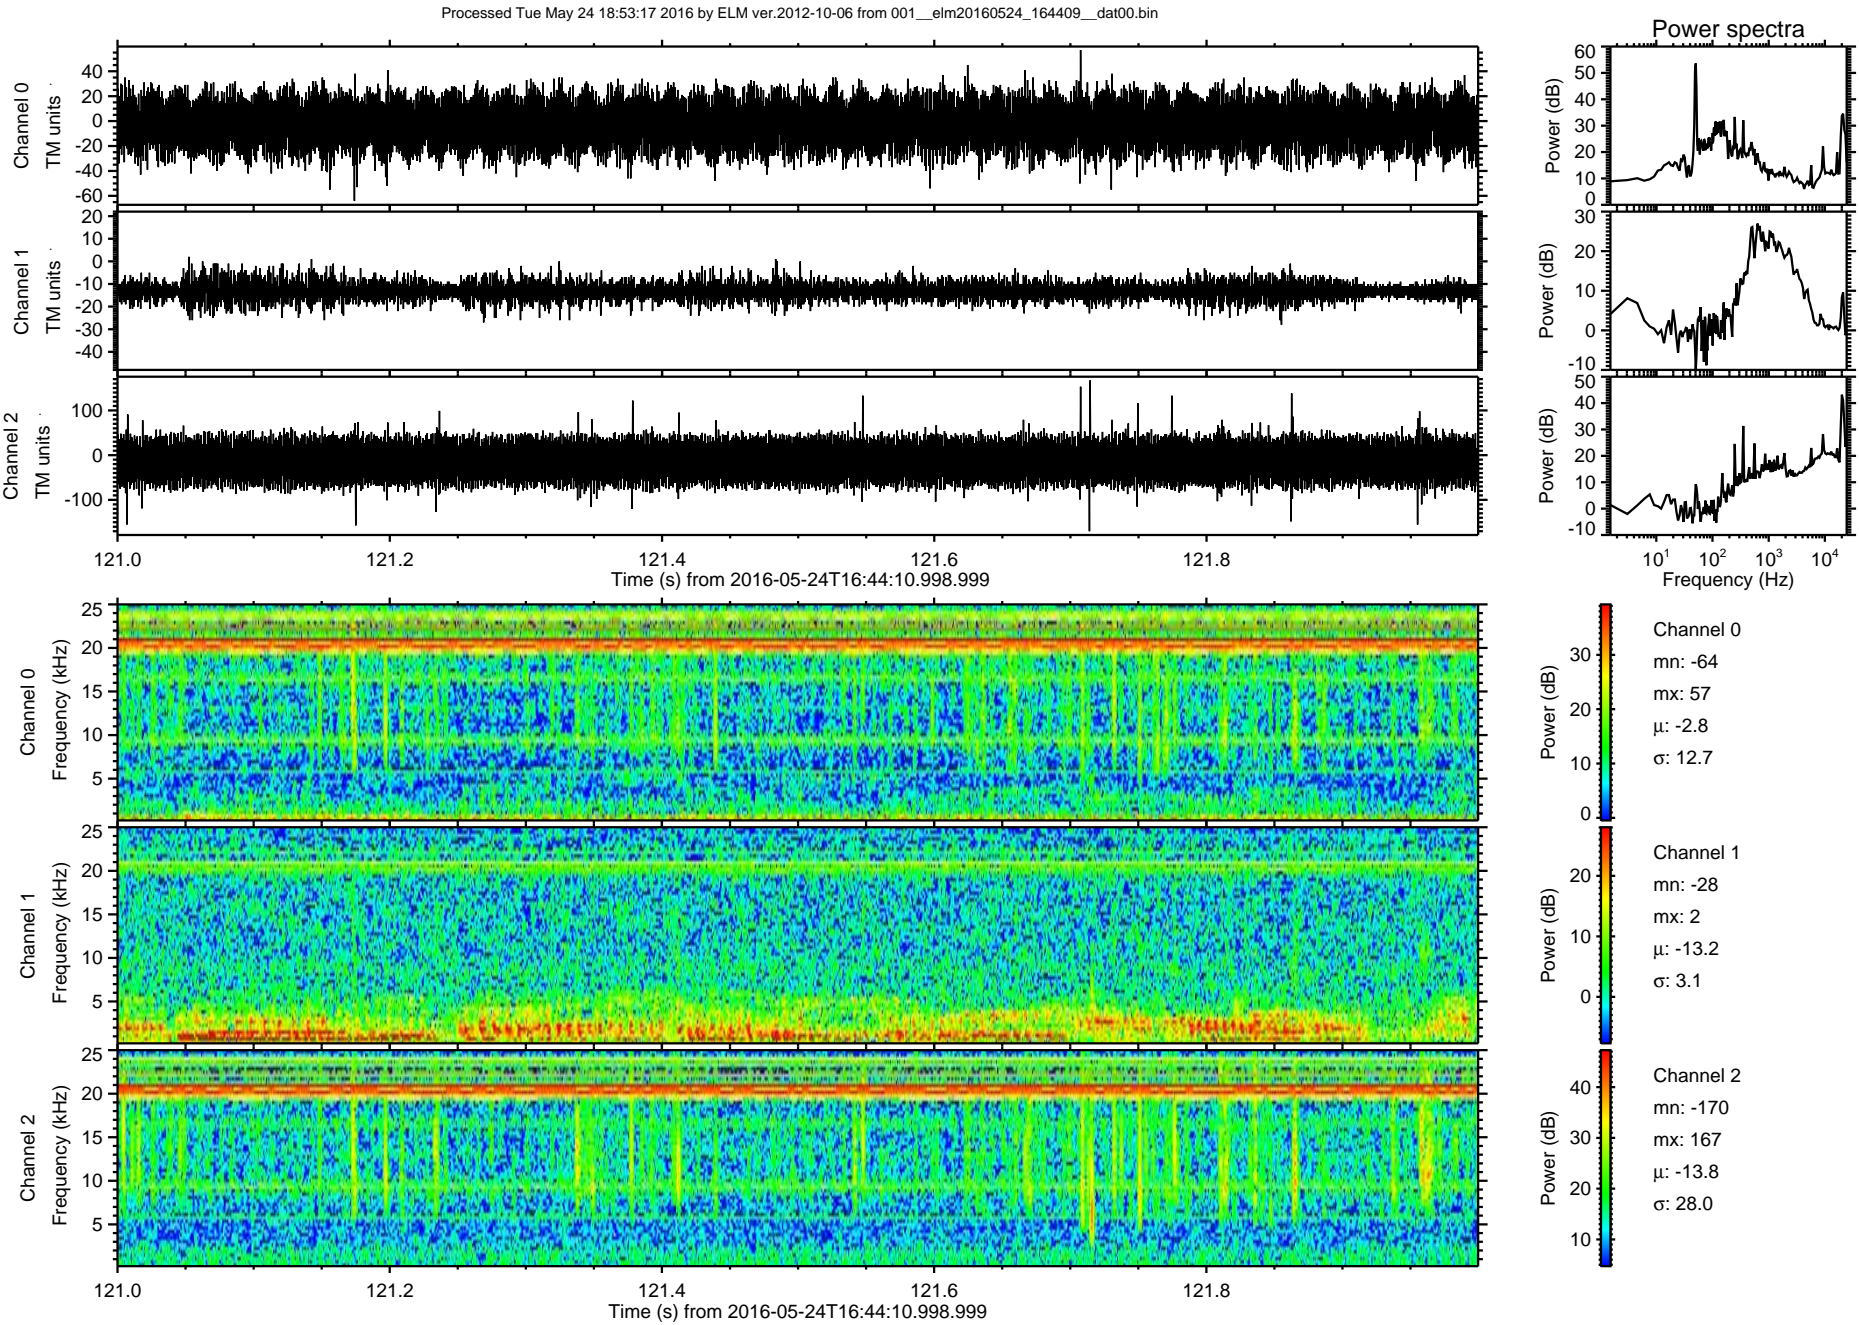 Processed Tue May 24 18:53:17 2016 by ELM ver.2012-10-06 from 001__elm20160524_164409__dat00.bin
Power spectra
Channel 0
TM units
40
20
0
-20
-40
-60
Power (dB)
60
50
40
30
20
10
0
Channel 1
TM units
20
10
0
-10
-20
-30
-40
Power (dB)
30
20
10
0
-10
Channel 2
TM units
100
0
-100
Power (dB)
50
40
30
20
10
0
-10
121.0 121.2 121.4 121.6 121.8
Time (s) from 2016-05-24T16:44:10.998.999
10¹ 10² 10³ 10⁴
Frequency (Hz)
Channel 0
Frequency (kHz)
25
20
15
10
5
Power (dB)
30
20
10
0
Channel 0
mn: -64
mx: 57
μ: -2.8
σ: 12.7
Channel 1
Frequency (kHz)
25
20
15
10
5
Power (dB)
20
10
0
Channel 1
mn: -28
mx: 2
μ: -13.2
σ: 3.1
Channel 2
Frequency (kHz)
25
20
15
10
5
Power (dB)
40
30
20
10
Channel 2
mn: -170
mx: 167
μ: -13.8
σ: 28.0
121.0 121.2 121.4 121.6 121.8
Time (s) from 2016-05-24T16:44:10.998.999